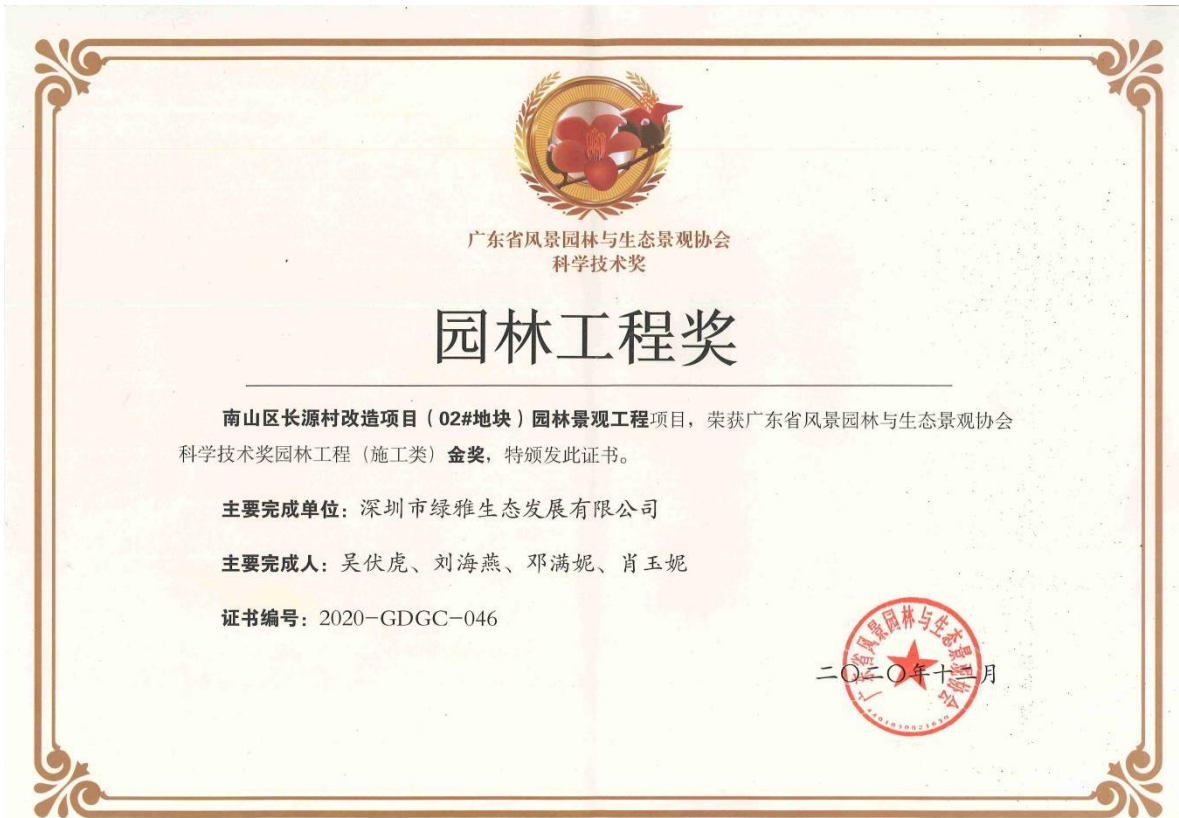 广东省风景园林与生态景观协会
科学技术奖
园林工程奖
南山区长源村改造项目（02#地块）园林景观工程项目，荣获广东省风景园林与生态景观协会
科学技术奖园林工程（施工类）金奖，特颁发此证书。
主要完成单位：深圳市绿雅生态发展有限公司
主要完成人：吴伏虎、刘海燕、邓满妮、肖玉妮
证书编号：2020-GDGC-046
二〇二〇年十二月
广东省风景园林与生态景观协会